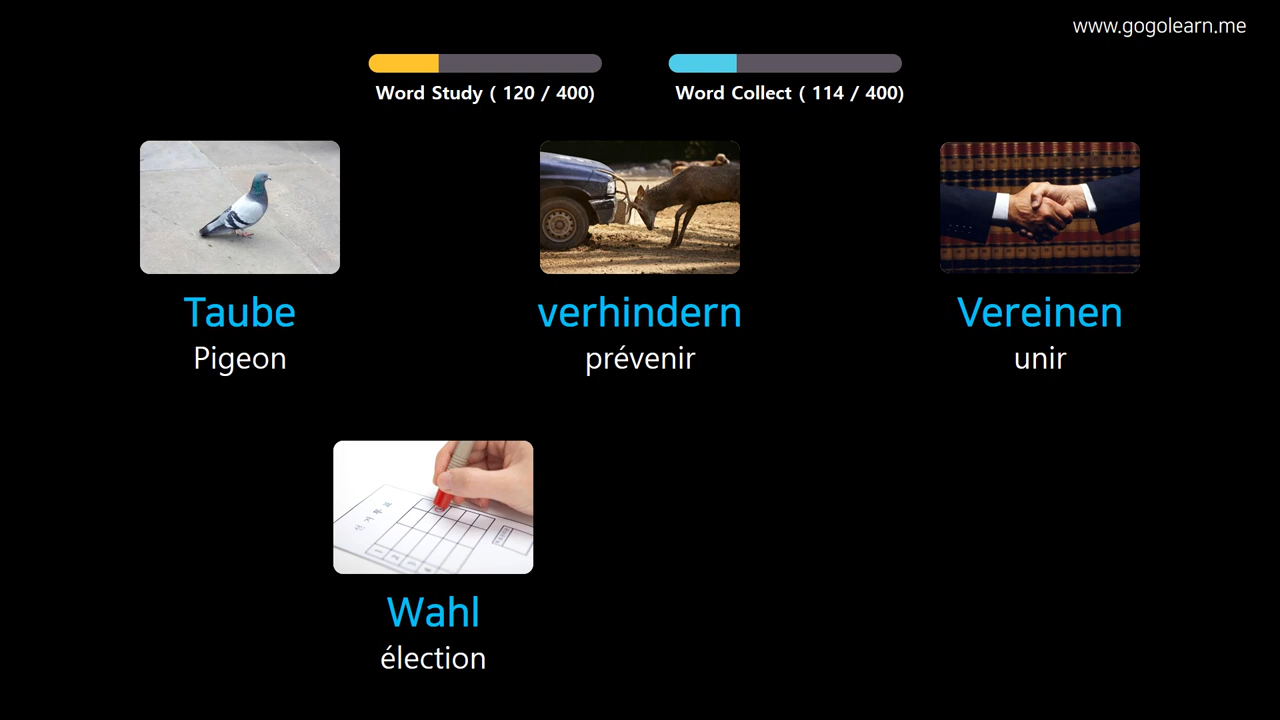 www.gogolearn.me
Word Study ( 120 / 400)
Word Collect ( 114 / 400)
Taube
Pigeon
verhindern
prévenir
Vereinen
unir
Wahl
élection